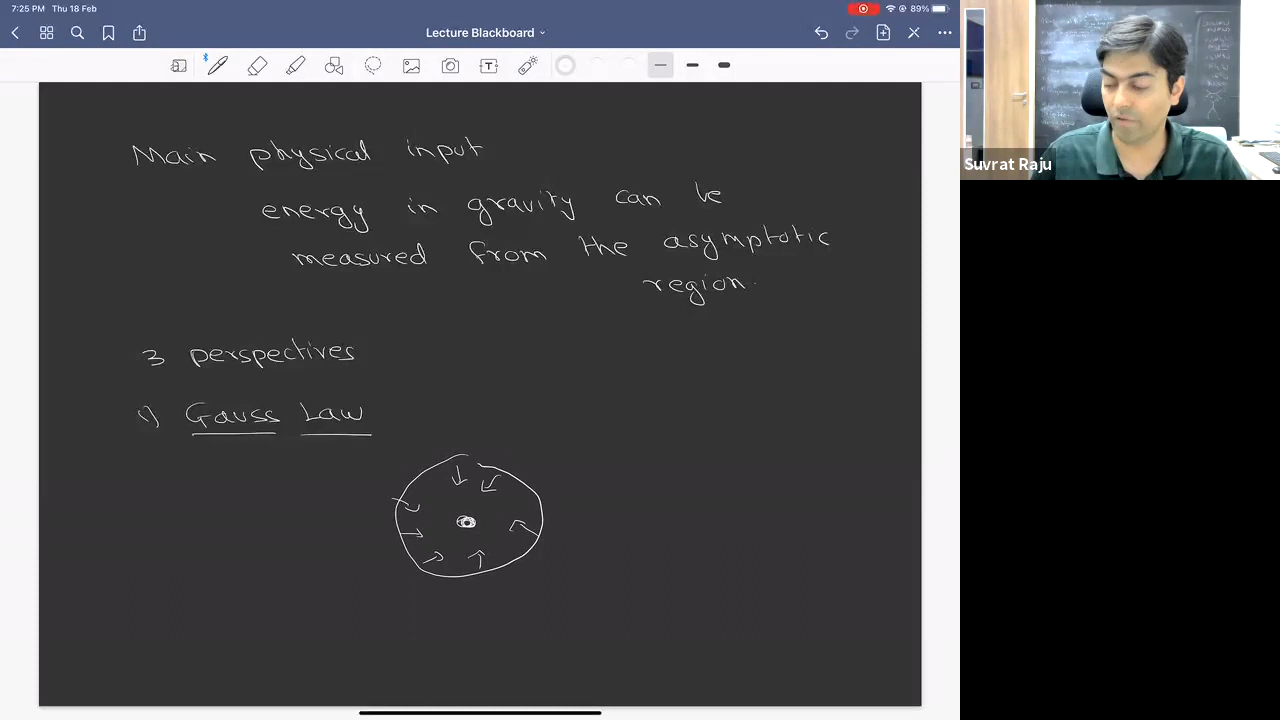 7:25 PM Thu 18 Feb
89%
Lecture Blackboard
T
Main physical input
energy in gravity can be
measured from the asymptotic
region.
3 perspectives
1) Gauss Law
Suvrat Raju